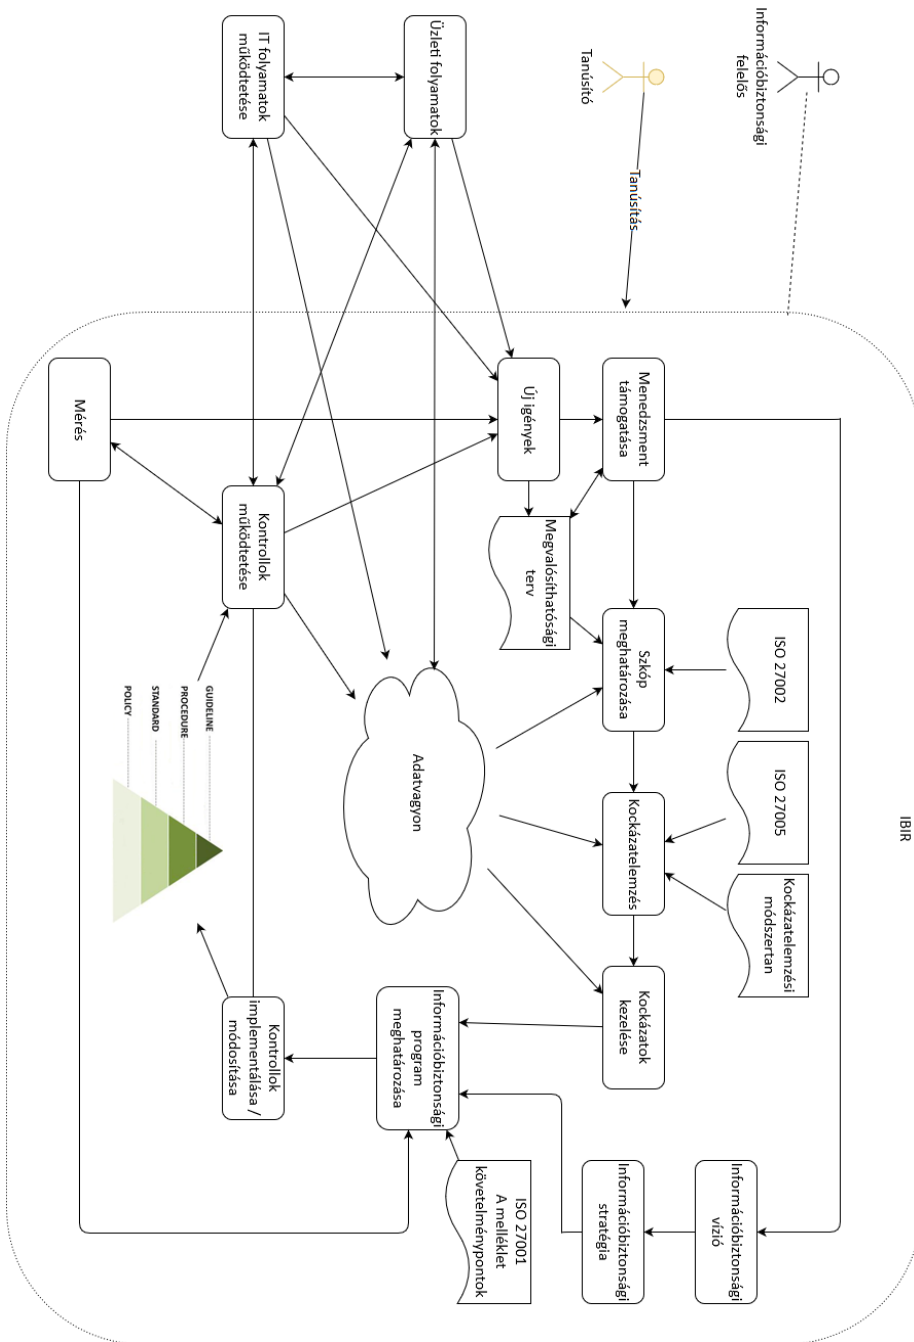 IBIR
Információbiztonsági
felelős
Tanúsító
Tanúsítás
Üzleti folyamatok
IT folyamatok
működtetése
Menedzsment
támogatása
Új igények
Mérés
Kontrollok
működtetése
Megvalósíthatósági
terv
ISO 27002
Szkóp
meghatározása
ISO 27005
Kockázatelemzés
Kockázatelemzési
módszertan
Kockázatok
kezelése
Adatvagyon
GUIDELINE
PROCEDURE
STANDARD
POLICY
Információbiztonsági
program
meghatározása
Kontrollok
implementálása /
módosítása
Információbiztonsági
vízió
Információbiztonsági
stratégia
ISO 27001
A melléklet
követelménypontok